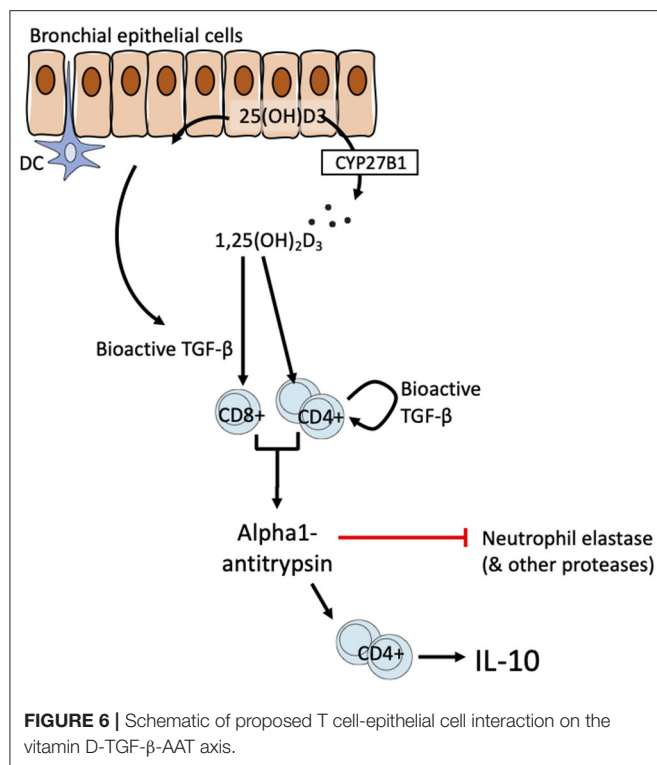 Bronchial epithelial cells
25(OH)D3
DC
CYP27B1
1,25(OH)₂D₃
Bioactive TGF-β
Bioactive
TGF-β
CD8+
CD4+
Alpha1-
antitrypsin
Neutrophil elastase
(& other proteases)
CD4+
IL-10
FIGURE 6 | Schematic of proposed T cell-epithelial cell interaction on the
vitamin D-TGF-β-AAT axis.